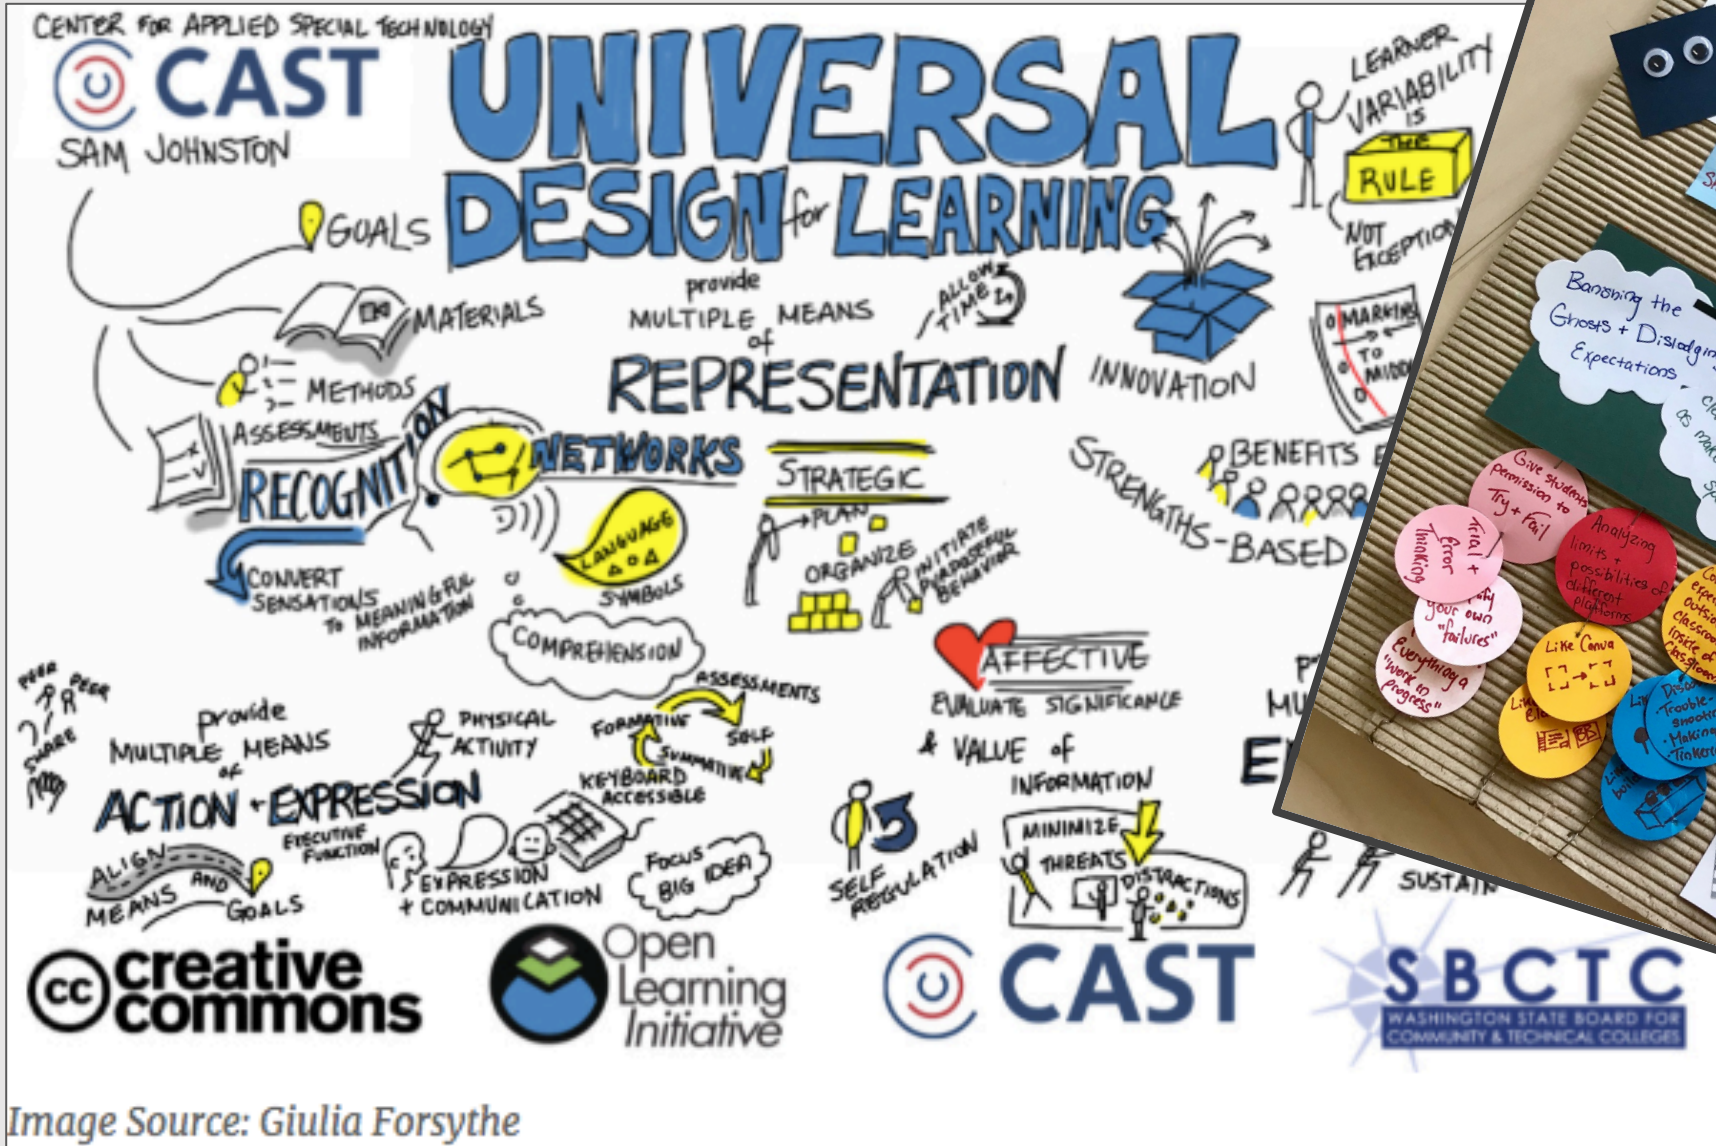 CENTER FOR APPLIED SPECIAL TECHNOLOGY
CAST
SAM JOHNSTON
UNIVERSAL
DESIGN for LEARNING
LEARNER
VARIABILITY
IS
THE
RULE
NOT
EXCEPTION
GOALS
MATERIALS
METHODS
ASSESSMENTS
provide
MULTIPLE MEANS
of
REPRESENTATION
ALLOW
TIME
INNOVATION
MARKING
TO
RECOGNITION
NETWORKS
CONVERT
SENSATIONS
TO MEANINGFUL
INFORMATION
LANGUAGE
SYMBOLS
COMPREHENSION
STRATEGIC
PLAN
ORGANIZE
INITIATE
PURPOSEFUL
BEHAVIOR
BENEFITS
STRENGTHS-BASED
AFFECTIVE
EVALUATE SIGNIFICANCE
& VALUE of
INFORMATION
PEER PEER
SHARE
provide
MULTIPLE MEANS
of
ACTION + EXPRESSION
PHYSICAL
ACTIVITY
ASSESSMENTS
FORMATIVE
SELF
SUMMATIVE
KEYBOARD
ACCESSIBLE
EXECUTIVE
FUNCTION
ALIGN
MEANS AND
GOALS
EXPRESSION
+ COMMUNICATION
FOCUS
BIG IDEA
SELF
REGULATION
MINIMIZE
THREATS
DISTRACTIONS
SUSTAIN
Banishing the
Ghosts + Dislodging
Expectations
as
Give students
permission to
Try + Fail
Trial +
Error
Thinking
your own
"failures"
Everything a
"work in
progress"
Analyzing
limits +
possibilities of
different
platforms
Like Canva
Trouble-
cc creative
commons
Open
Learning
Initiative
CAST
SBCTC
WASHINGTON STATE BOARD FOR
COMMUNITY & TECHNICAL COLLEGES
Image Source: Giulia Forsythe